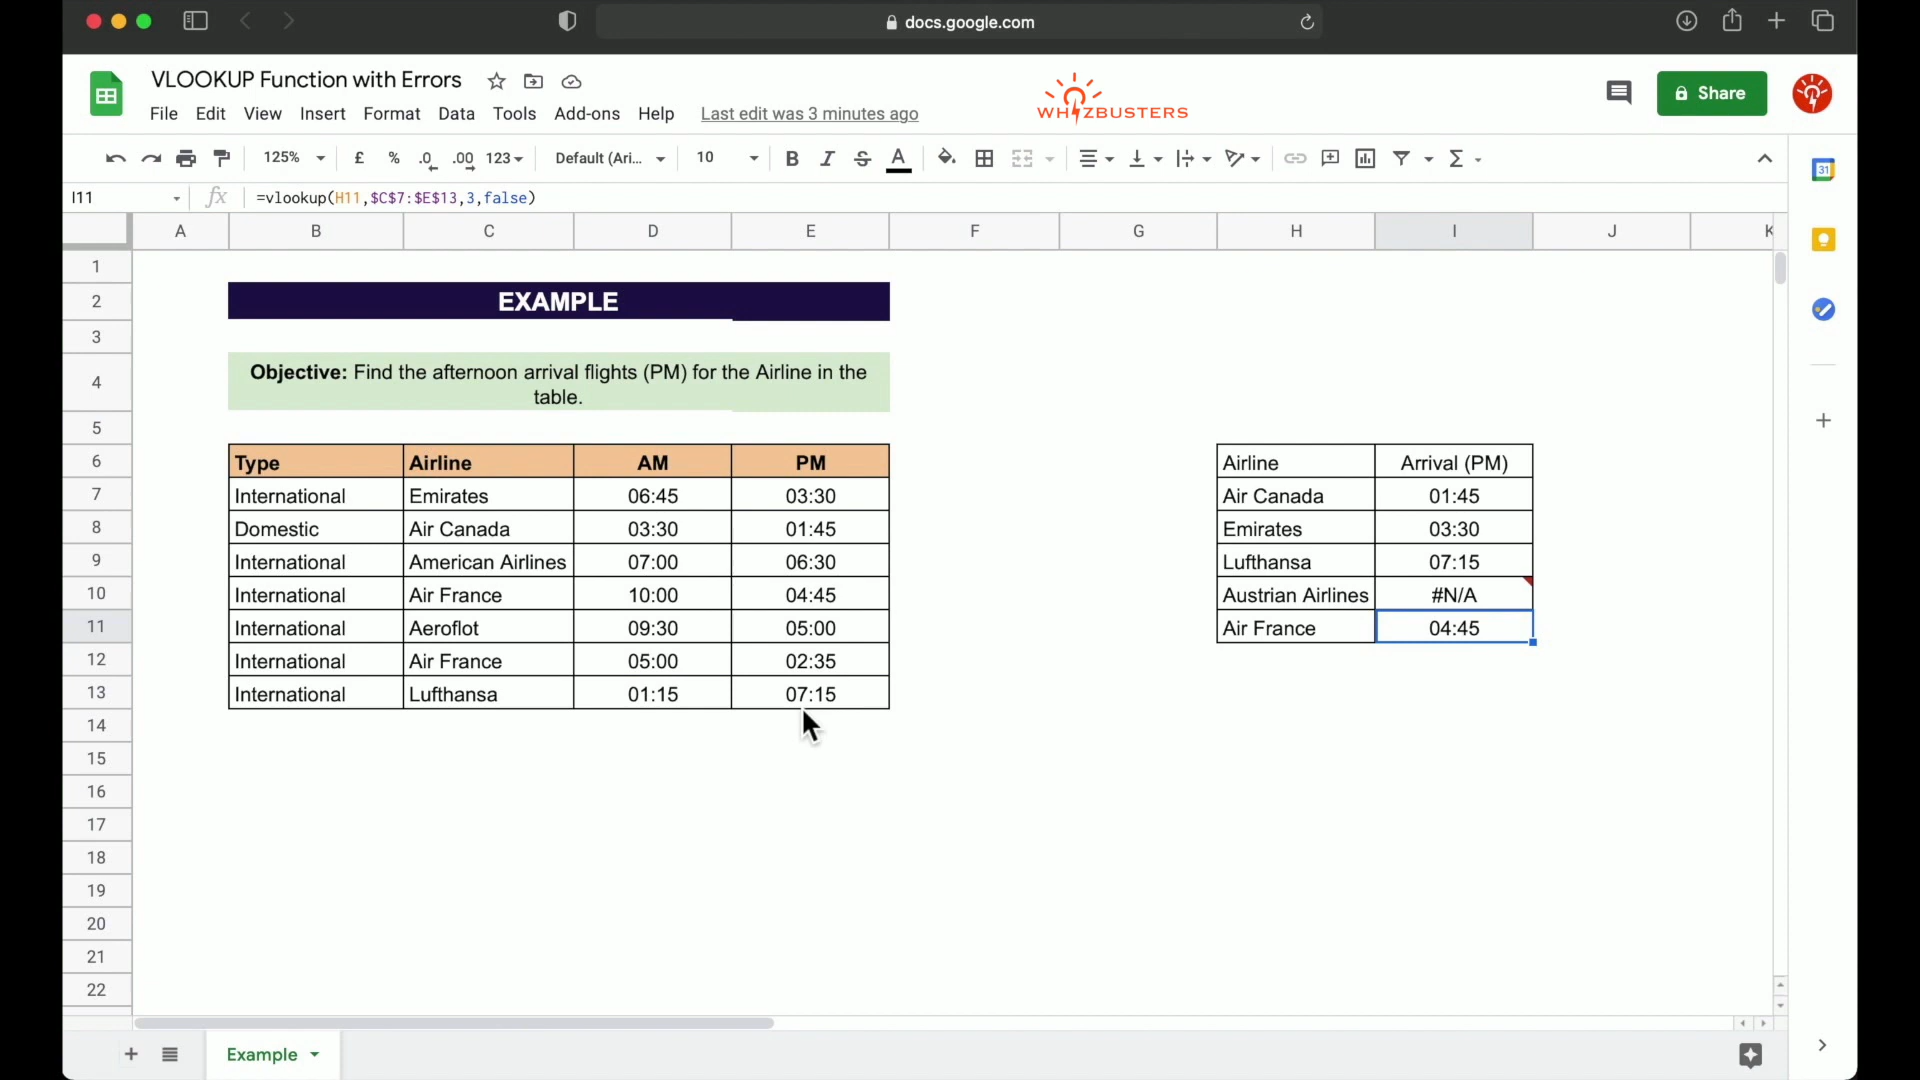 docs.google.com
VLOOKUP Function with Errors
File Edit View Insert Format Data Tools Add-ons Help Last edit was 3 minutes ago
WHIZBUSTERS
Share
125% £ % .0 .00 123 Default (Ari... 10 B I S A Σ
31
I11 fx =vlookup(H11,$C$7:$E$13,3,false)
A B C D E F G H I J K
1
2 EXAMPLE
3
4 Objective: Find the afternoon arrival flights (PM) for the Airline in the
table.
5
6 Type Airline AM PM Airline Arrival (PM)
7 International Emirates 06:45 03:30 Air Canada 01:45
8 Domestic Air Canada 03:30 01:45 Emirates 03:30
9 International American Airlines 07:00 06:30 Lufthansa 07:15
10 International Air France 10:00 04:45 Austrian Airlines #N/A
11 International Aeroflot 09:30 05:00 Air France 04:45
12 International Air France 05:00 02:35
13 International Lufthansa 01:15 07:15
14
15
16
17
18
19
20
21
22
Example